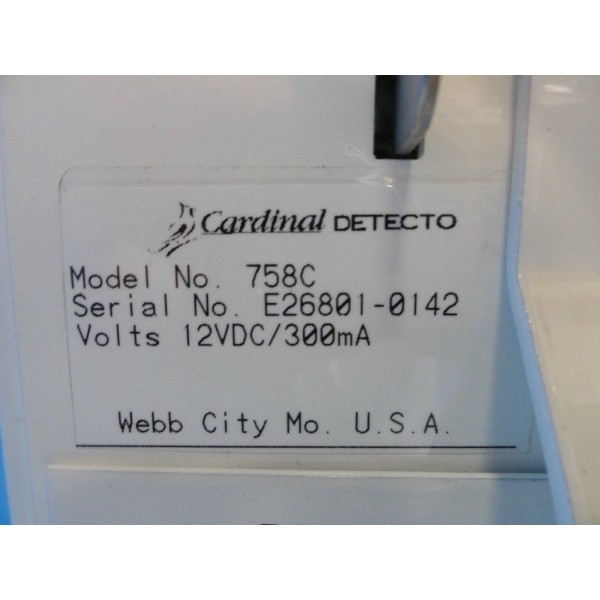 Cardinal DETECTO
Model No. 758C
Serial No. E26801-0142
Volts 12VDC/300mA
Webb City Mo. U.S.A.